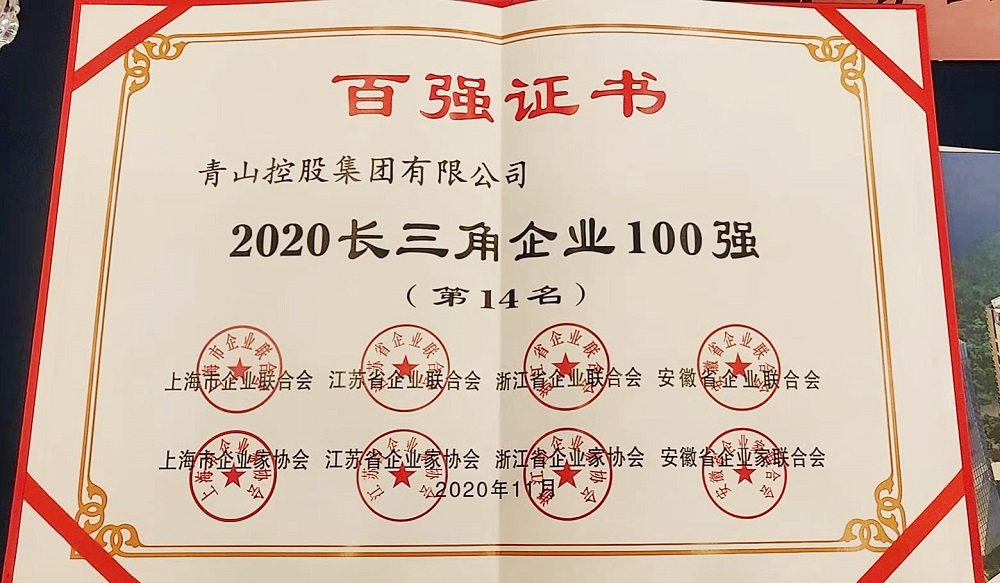 百强证书
青山控股集团有限公司
2020长三角企业100强
(第14名)
上海市企业联合会 江苏省企业联合会 浙江省企业联合会 安徽省企业联合会
上海市企业家协会 江苏省企业家协会 浙江省企业家协会 安徽省企业家联合会
2020年11月